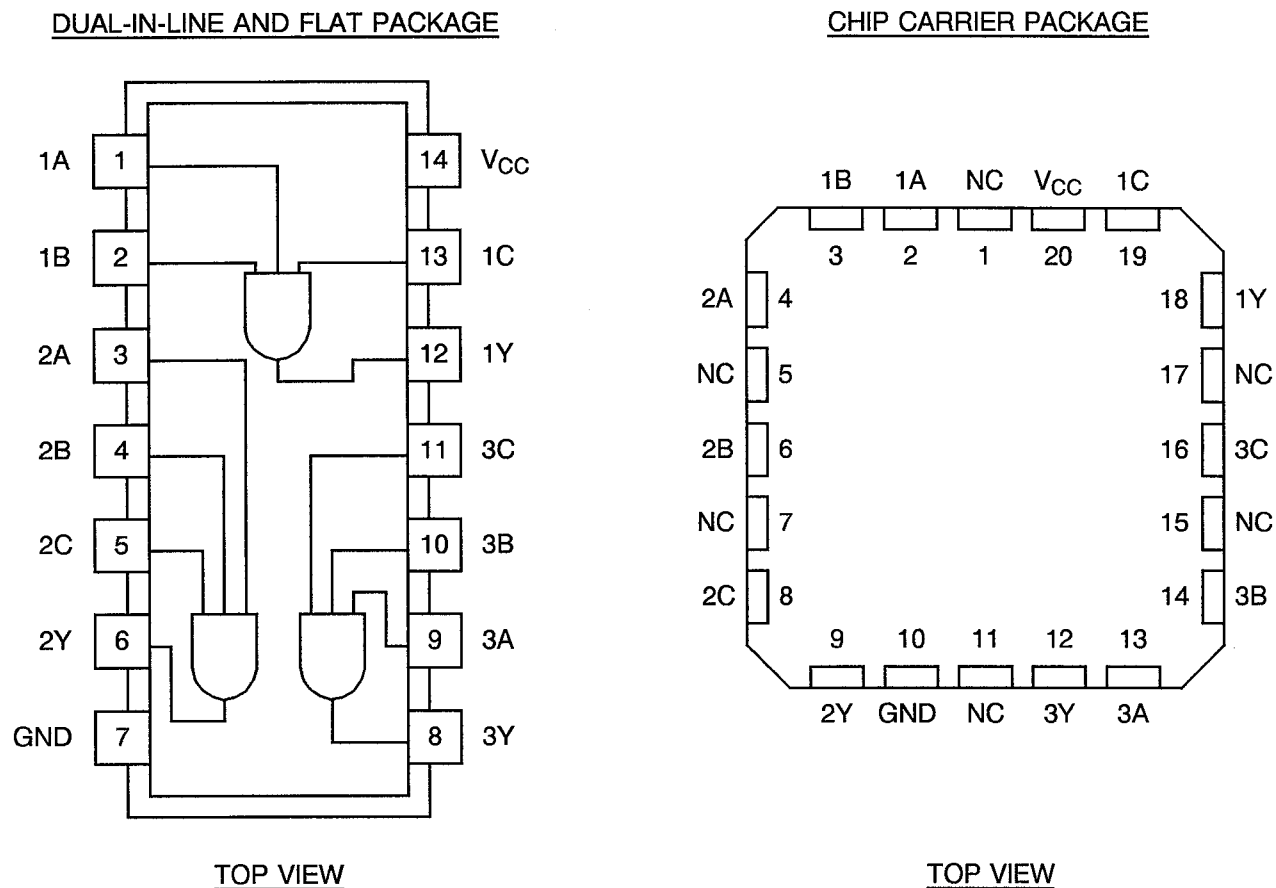 DUAL-IN-LINE AND FLAT PACKAGE
1A 1 14 VCC
1B 2 13 1C
2A 3 12 1Y
2B 4 11 3C
2C 5 10 3B
2Y 6 9 3A
GND 7 8 3Y
TOP VIEW
CHIP CARRIER PACKAGE
1B 1A NC VCC 1C
3 2 1 20 19
2A 4 18 1Y
NC 5 17 NC
2B 6 16 3C
NC 7 15 NC
2C 8 14 3B
9 10 11 12 13
2Y GND NC 3Y 3A
TOP VIEW